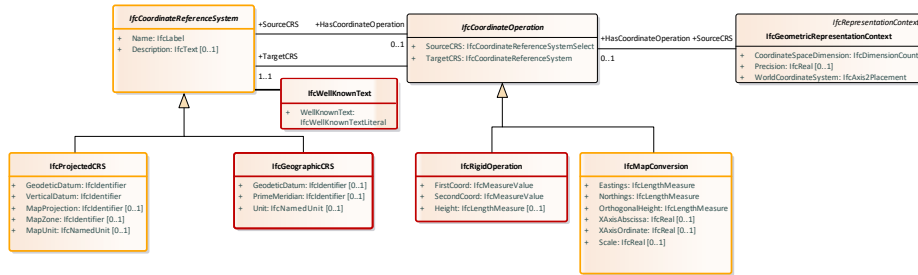 IfcCoordinateReferenceSystem
+ Name: IfcLabel
+ Description: IfcText [0..1]
+SourceCRS
+HasCoordinateOperation
0..1
+TargetCRS
1..1
IfcWellKnownText
+ WellKnownText:
IfcWellKnownTextLiteral
IfcCoordinateOperation
+ SourceCRS: IfcCoordinateReferenceSystemSelect
+ TargetCRS: IfcCoordinateReferenceSystem
+HasCoordinateOperation +SourceCRS
0..1
IfcRepresentationContext
IfcGeometricRepresentationContext
+ CoordinateSpaceDimension: IfcDimensionCount
+ Precision: IfcReal [0..1]
+ WorldCoordinateSystem: IfcAxis2Placement
IfcProjectedCRS
+ GeodeticDatum: IfcIdentifier
+ VerticalDatum: IfcIdentifier
+ MapProjection: IfcIdentifier [0..1]
+ MapZone: IfcIdentifier [0..1]
+ MapUnit: IfcNamedUnit [0..1]
IfcGeographicCRS
+ GeodeticDatum: IfcIdentifier [0..1]
+ PrimeMeridian: IfcIdentifier [0..1]
+ Unit: IfcNamedUnit [0..1]
IfcRigidOperation
+ FirstCoord: IfcMeasureValue
+ SecondCoord: IfcMeasureValue
+ Height: IfcLengthMeasure [0..1]
IfcMapConversion
+ Eastings: IfcLengthMeasure
+ Northings: IfcLengthMeasure
+ OrthogonalHeight: IfcLengthMeasure
+ XAxisAbscissa: IfcReal [0..1]
+ XAxisOrdinate: IfcReal [0..1]
+ Scale: IfcReal [0..1]